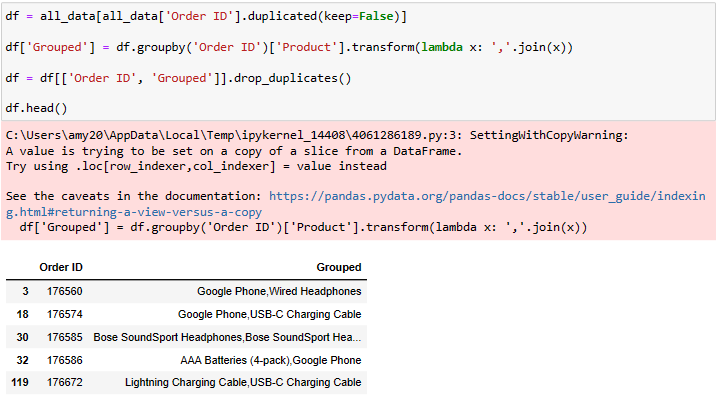 df = all_data[all_data['Order ID'].duplicated(keep=False)]
df['Grouped'] = df.groupby('Order ID')['Product'].transform(lambda x: ','.join(x))
df = df[['Order ID', 'Grouped']].drop_duplicates()
df.head()
C:\Users\amy20\AppData\Local\Temp\ipykernel_14408\4061286189.py:3: SettingWithCopyWarning:
A value is trying to be set on a copy of a slice from a DataFrame.
Try using .loc[row_indexer,col_indexer] = value instead
See the caveats in the documentation: https://pandas.pydata.org/pandas-docs/stable/user_guide/indexin
g.html#returning-a-view-versus-a-copy
df['Grouped'] = df.groupby('Order ID')['Product'].transform(lambda x: ','.join(x))
Order ID Grouped
3 176560 Google Phone,Wired Headphones
18 176574 Google Phone,USB-C Charging Cable
30 176585 Bose SoundSport Headphones,Bose SoundSport Hea...
32 176586 AAA Batteries (4-pack),Google Phone
119 176672 Lightning Charging Cable,USB-C Charging Cable